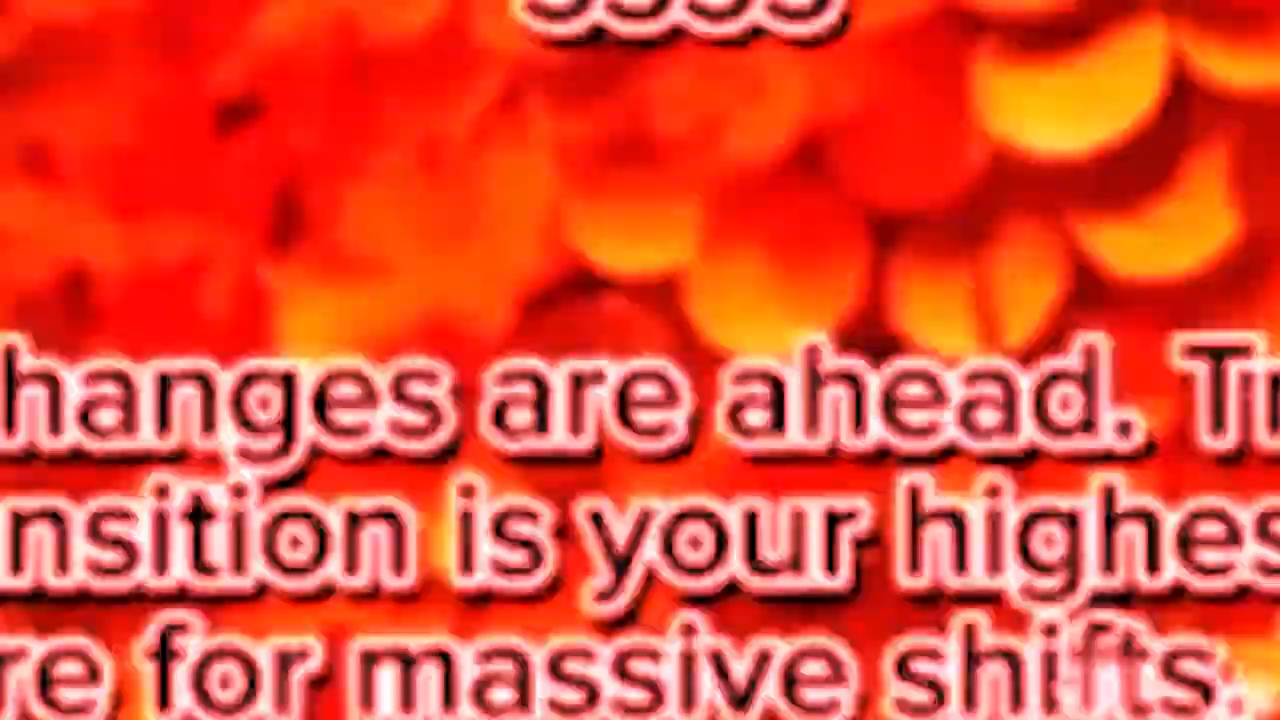 hanges are ahead. Tr
nsition is your highes
re for massive shifts.